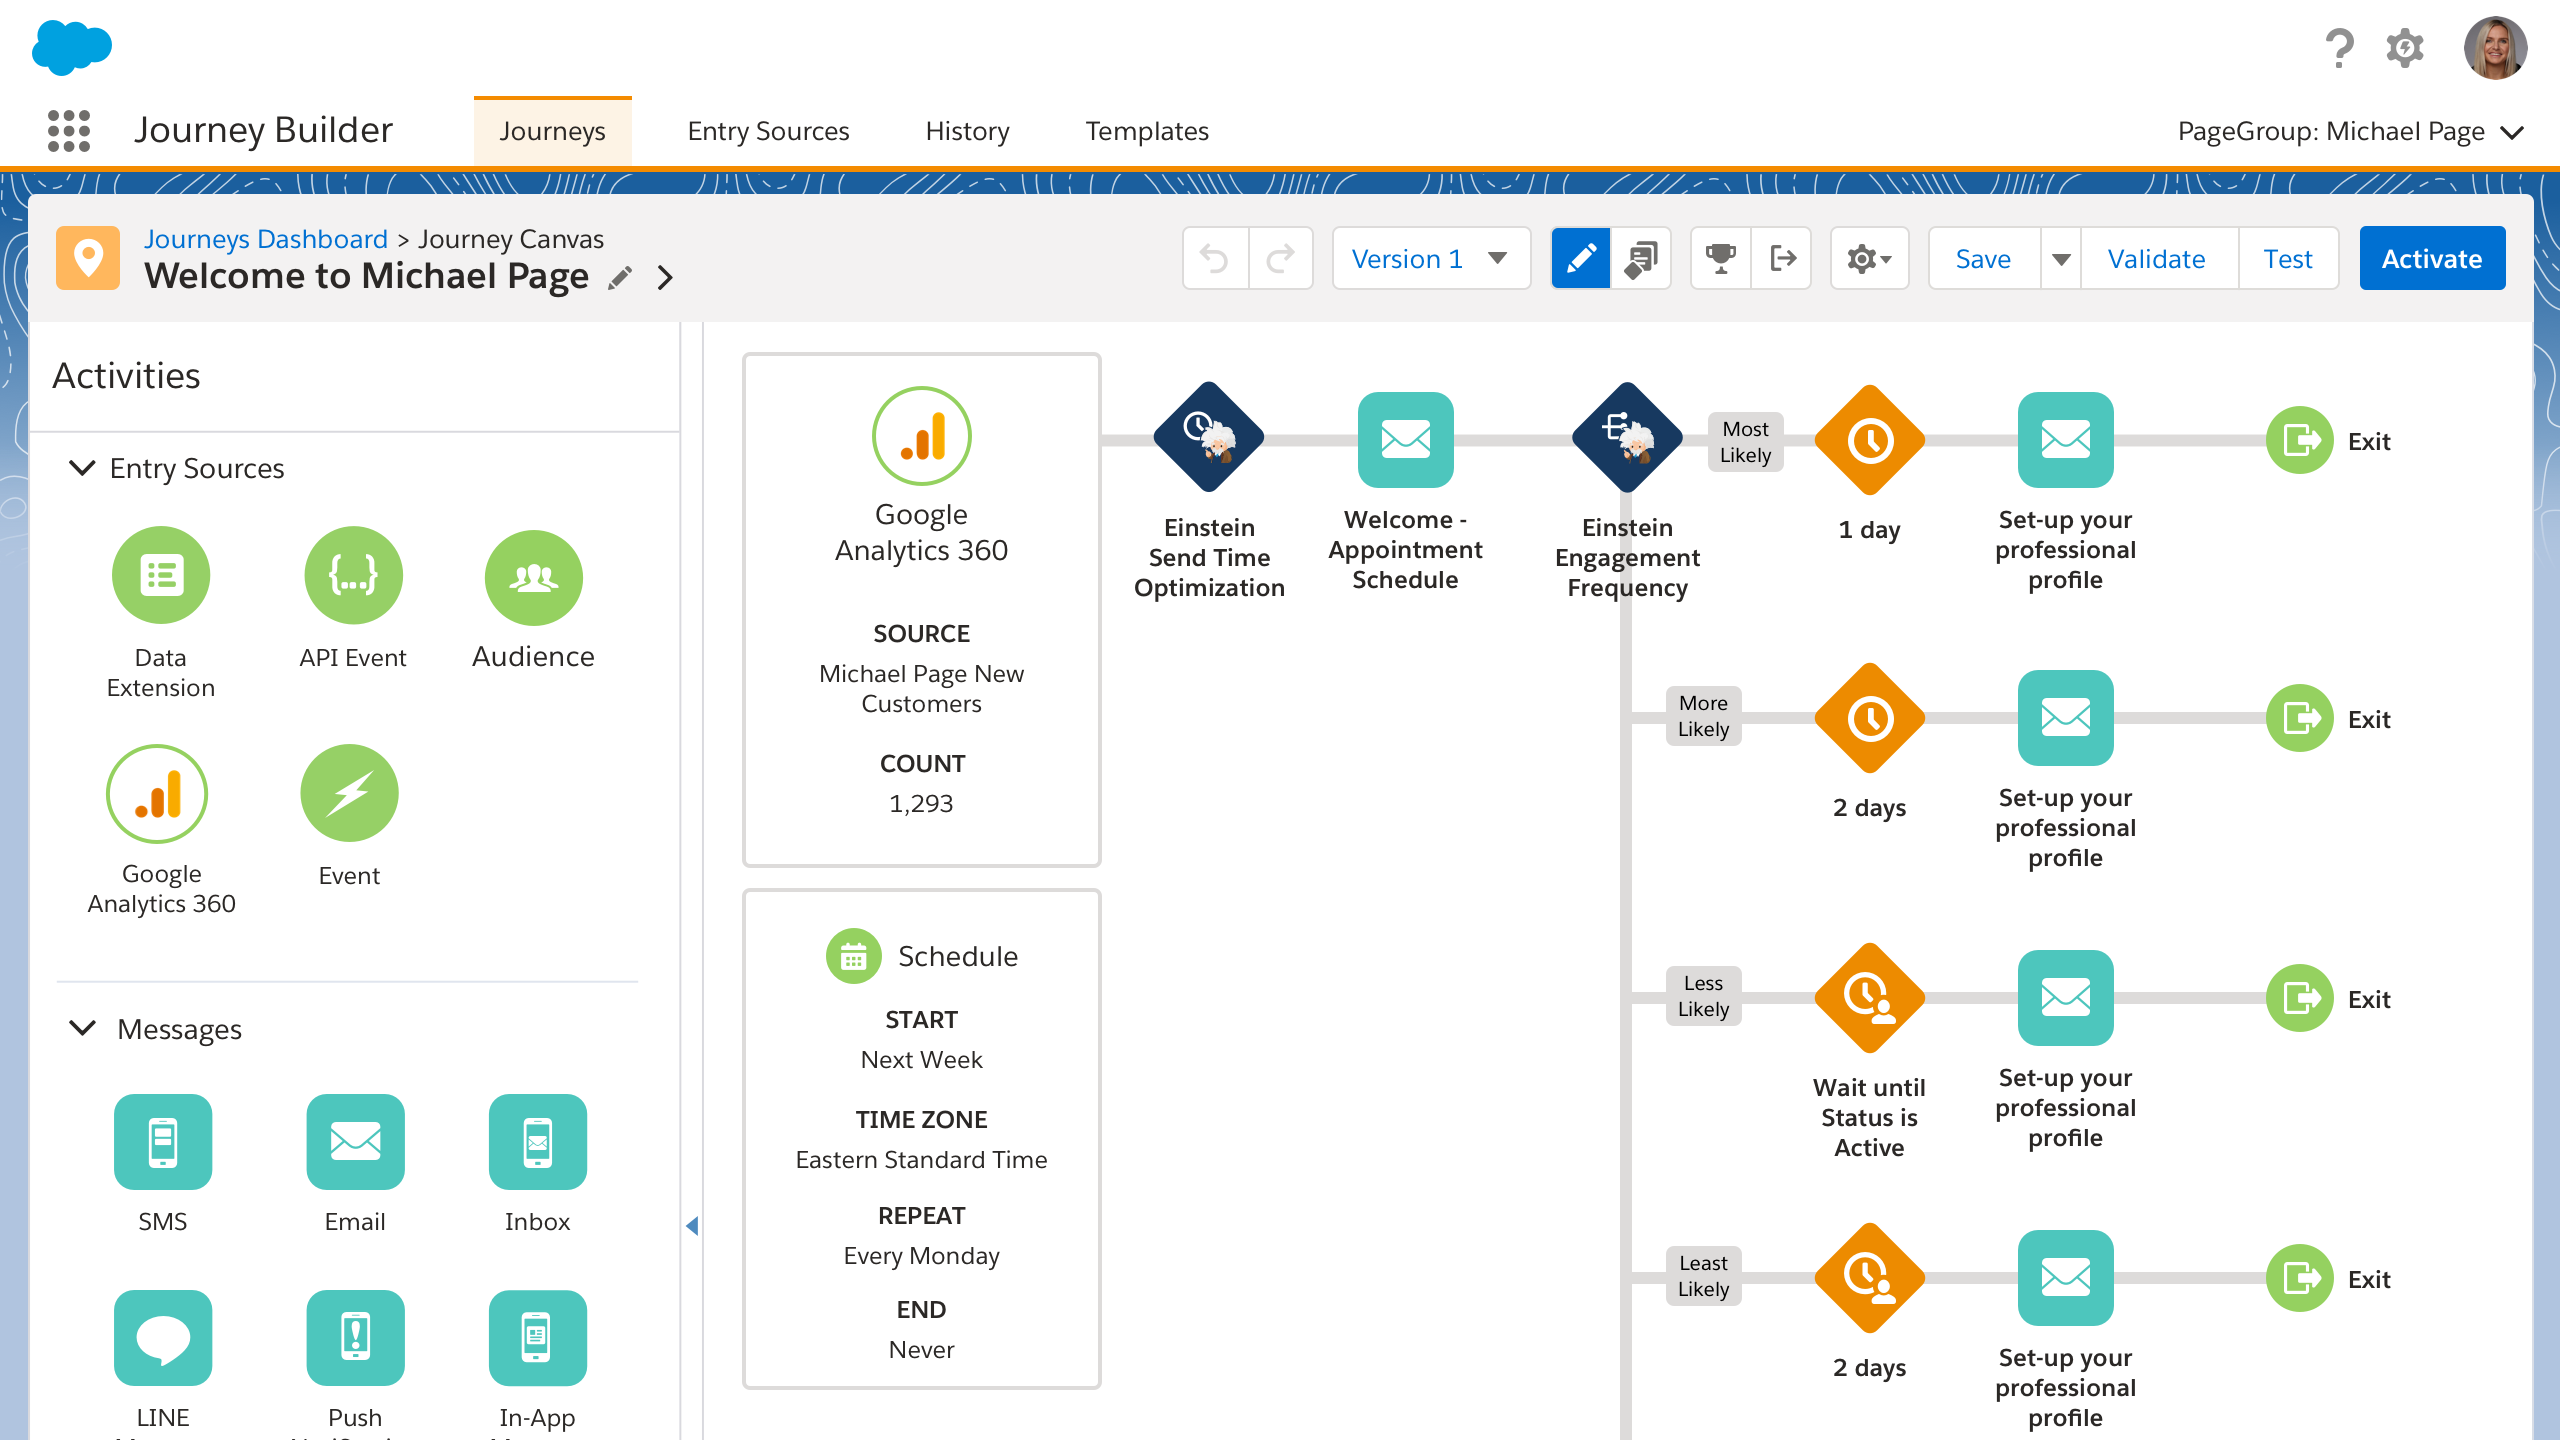 Journey Builder
Journeys
Entry Sources
History
Templates
PageGroup: Michael Page
Journeys Dashboard > Journey Canvas
Welcome to Michael Page
Version 1
Save
Validate
Test
Activate
Activities
Entry Sources
Data
Extension
API Event
Audience
Google
Analytics 360
Event
Messages
SMS
Email
Inbox
LINE
Push
In-App
Google
Analytics 360
SOURCE
Michael Page New
Customers
COUNT
1,293
Schedule
START
Next Week
TIME ZONE
Eastern Standard Time
REPEAT
Every Monday
END
Never
Einstein
Send Time
Optimization
Welcome -
Appointment
Schedule
Einstein
Engagement
Frequency
Most
Likely
1 day
Set-up your
professional
profile
Exit
More
Likely
2 days
Set-up your
professional
profile
Exit
Less
Likely
Wait until
Status is
Active
Set-up your
professional
profile
Exit
Least
Likely
2 days
Set-up your
professional
profile
Exit